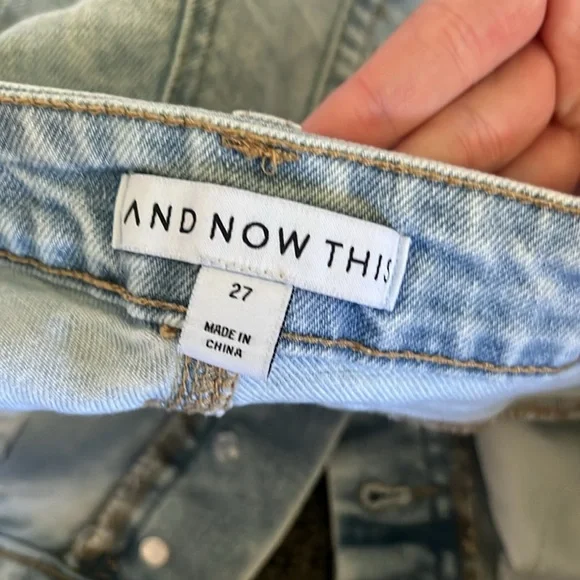 AND NOW THIS
27
MADE IN
CHINA